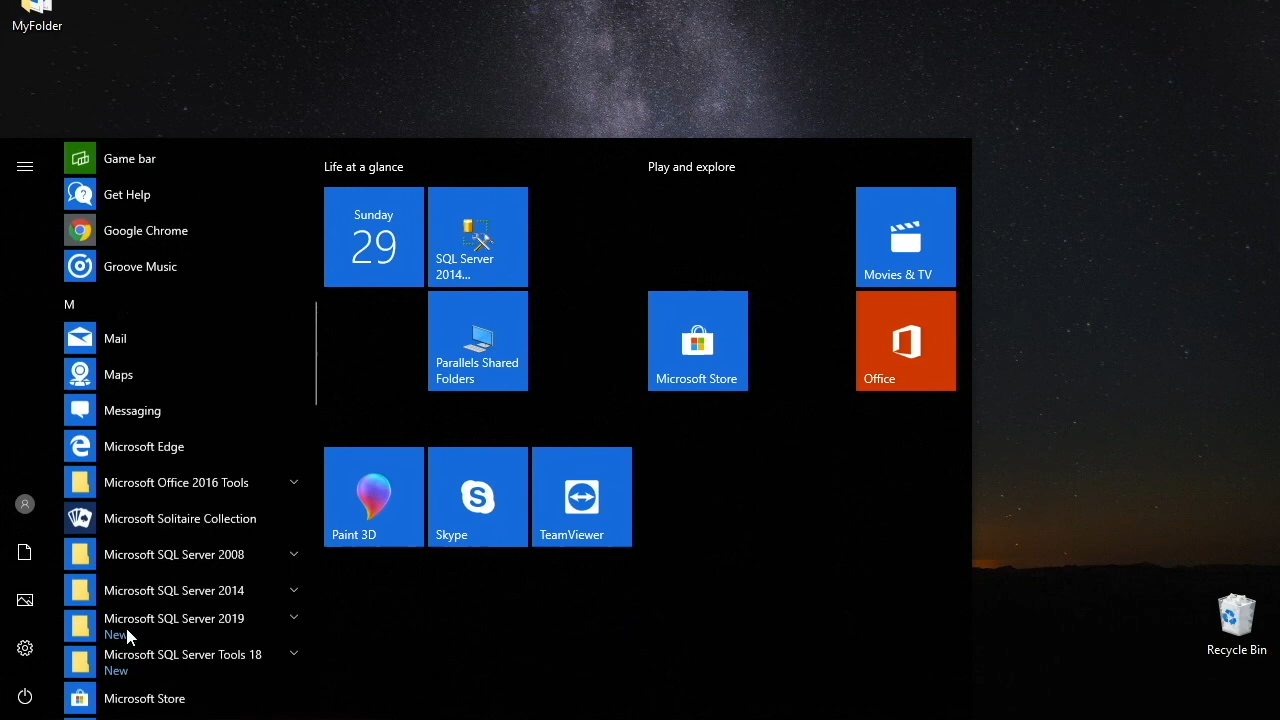 MyFolder
Game bar
Get Help
Google Chrome
Groove Music
M
Mail
Maps
Messaging
Microsoft Edge
Microsoft Office 2016 Tools
Microsoft Solitaire Collection
Microsoft SQL Server 2008
Microsoft SQL Server 2014
Microsoft SQL Server 2019
New
Microsoft SQL Server Tools 18
New
Microsoft Store
Life at a glance
Sunday
29
SQL Server
2014...
Parallels Shared
Folders
Paint 3D
Skype
TeamViewer
Play and explore
Movies & TV
Microsoft Store
Office
Recycle Bin